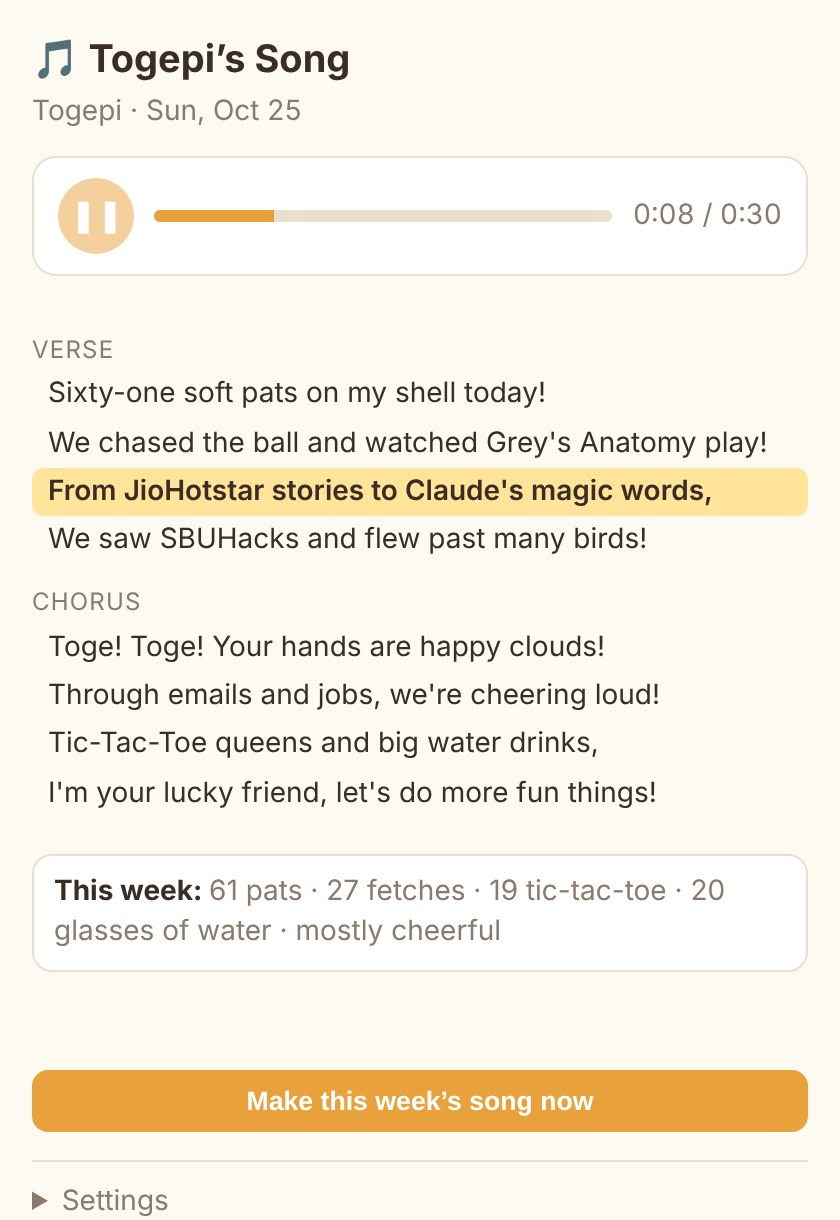 🎵 Togepi’s Song
Togepi · Sun, Oct 25
0:08 / 0:30
VERSE
Sixty-one soft pats on my shell today!
We chased the ball and watched Grey's Anatomy play!
From JioHotstar stories to Claude's magic words,
We saw SBUHacks and flew past many birds!
CHORUS
Toge! Toge! Your hands are happy clouds!
Through emails and jobs, we're cheering loud!
Tic-Tac-Toe queens and big water drinks,
I'm your lucky friend, let's do more fun things!
This week: 61 pats · 27 fetches · 19 tic-tac-toe · 20
glasses of water · mostly cheerful
Make this week’s song now
Settings